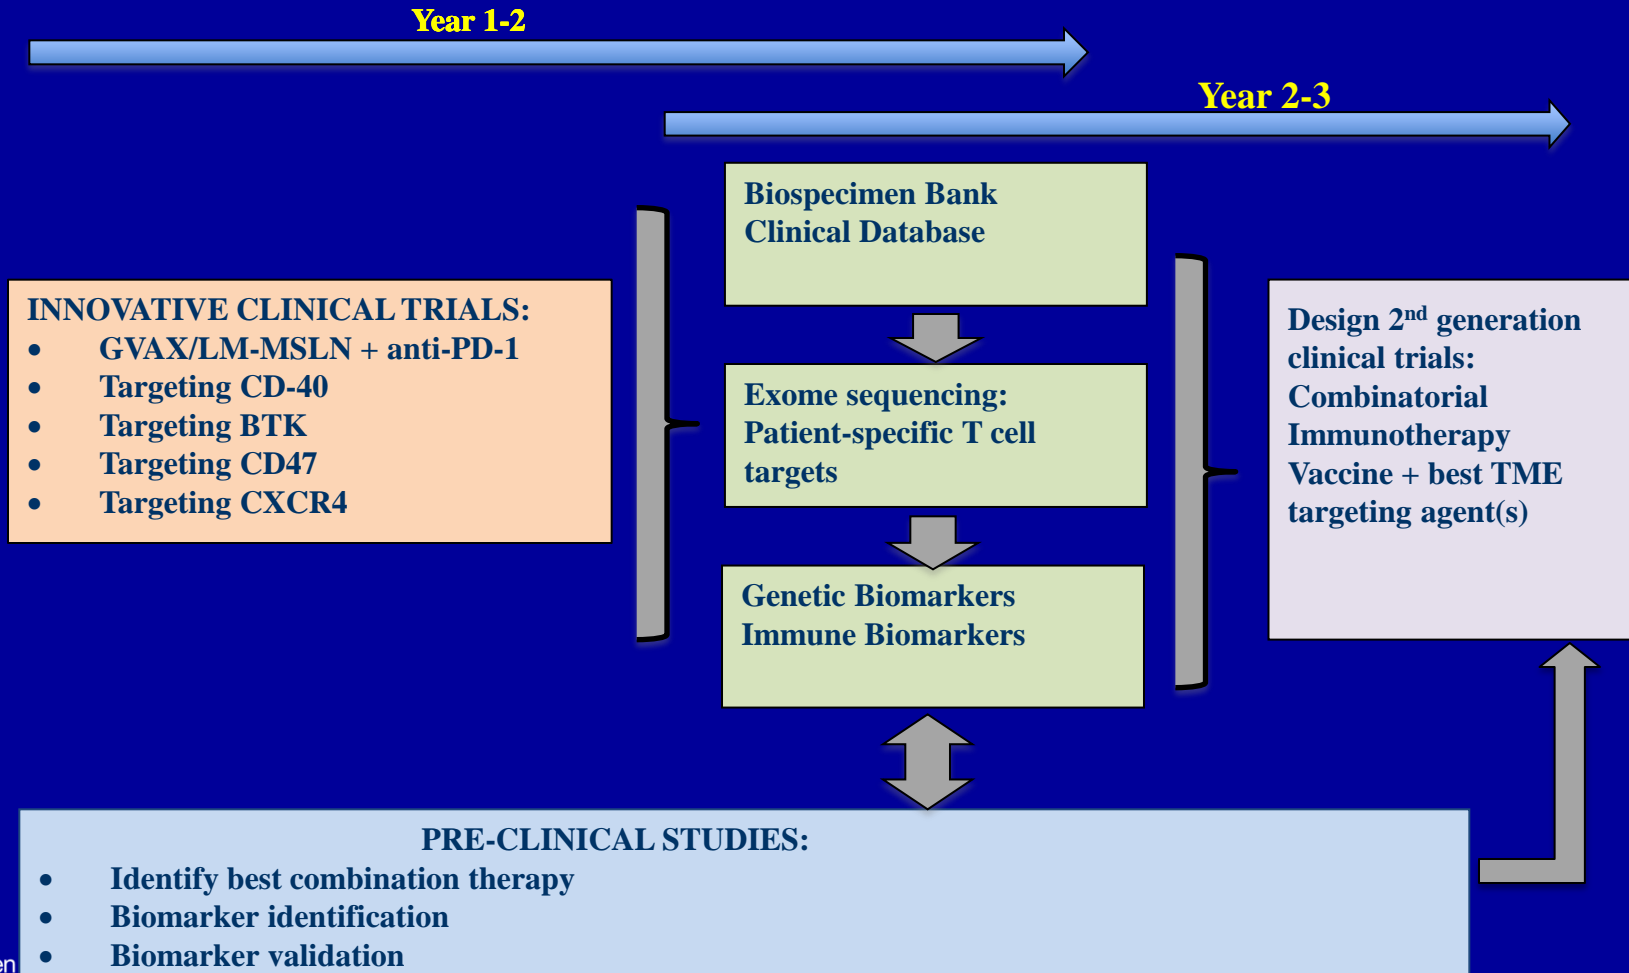 Year 1-2
Year 2-3
Biospecimen Bank
Clinical Database
INNOVATIVE CLINICAL TRIALS:
• GVAX/LM-MSLN + anti-PD-1
• Targeting CD-40
• Targeting BTK
• Targeting CD47
• Targeting CXCR4
Exome sequencing:
Patient-specific T cell
targets
Genetic Biomarkers
Immune Biomarkers
Design 2nd generation
clinical trials:
Combinatorial
Immunotherapy
Vaccine + best TME
targeting agent(s)
PRE-CLINICAL STUDIES:
• Identify best combination therapy
• Biomarker identification
• Biomarker validation
en